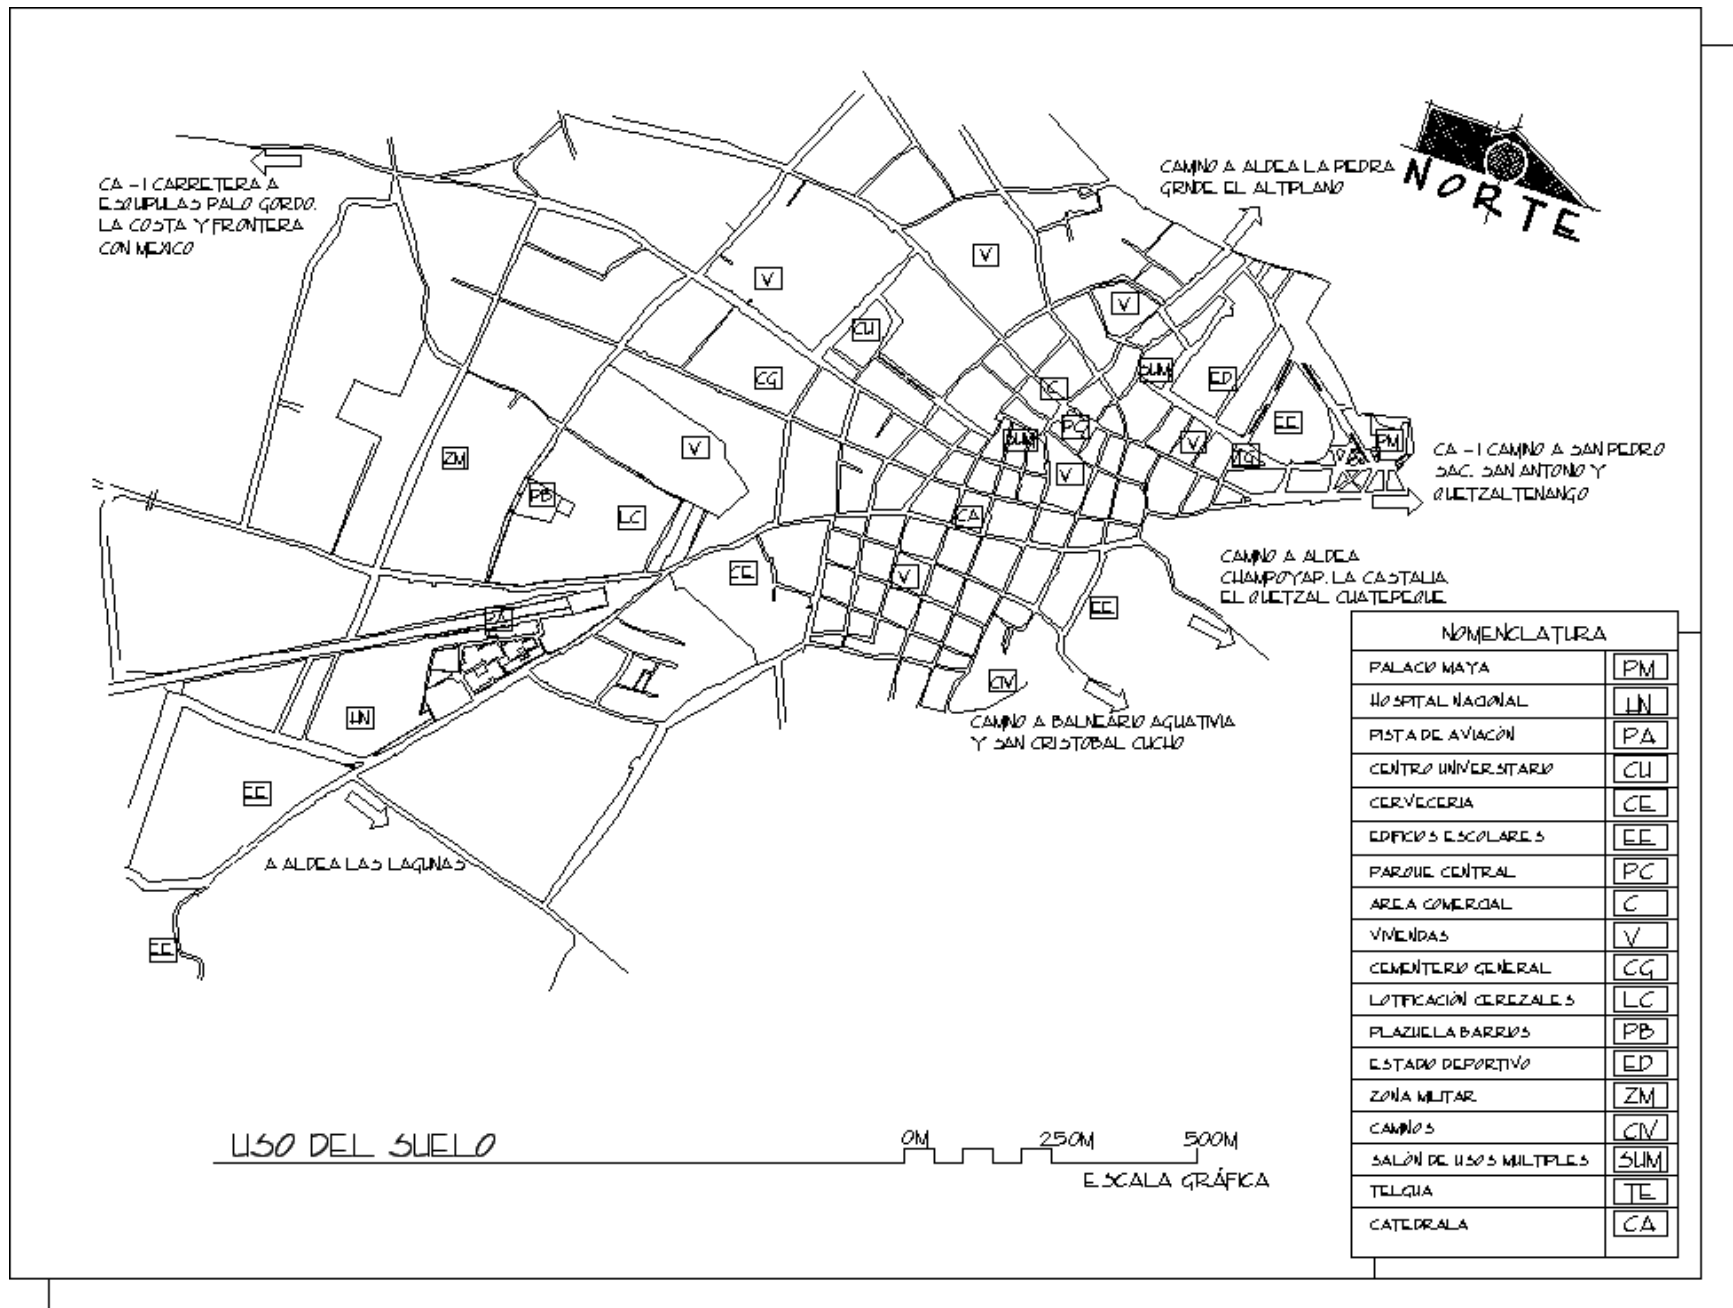 NORTE
CA-1 CARRETERA A
ESQUIPULAS PALO GORDO.
LA COSTA Y FRONTERA
CON MEXICO
CAMINO A ALDEA LA PIEDRA
GRNDE EL ALTIPLANO
V
V
V
CU
CG
SUM
ED
C
EE
PC
SUM
V
PM
V
V
ZM
CA-1 CAMINO A SAN PEDRO
SAC. SAN ANTONIO Y
QUETZALTENANGO
PB
LC
CA
CE
V
EE
CAMINO A ALDEA
CHAMPOYAP. LA CASTALIA
EL QUETZAL CUATEPEQUE
PA
CIV
HN
CAMINO A BALNEARIO AGUATIVIA
Y SAN CRISTOBAL CUCHO
EE
A ALDEA LAS LAGUNAS
EE
NOMENCLATURA
PALACIO MAYA PM
HOSPITAL NACIONAL HN
PISTA DE AVIACIÓN PA
CENTRO UNIVERSITARIO CU
CERVECERIA CE
EDIFICIOS ESCOLARES EE
PARQUE CENTRAL PC
AREA COMERCIAL C
VIVIENDAS V
CEMENTERIO GENERAL CG
LOTIFICACIÓN CEREZALES LC
PLAZUELA BARRIOS PB
ESTADIO DEPORTIVO ED
ZONA MILITAR ZM
CAMINOS CIV
SALÓN DE USOS MULTIPLES SUM
TELGUA TE
CATEDRALA CA
USO DEL SUELO
0M 250M 500M
ESCALA GRÁFICA